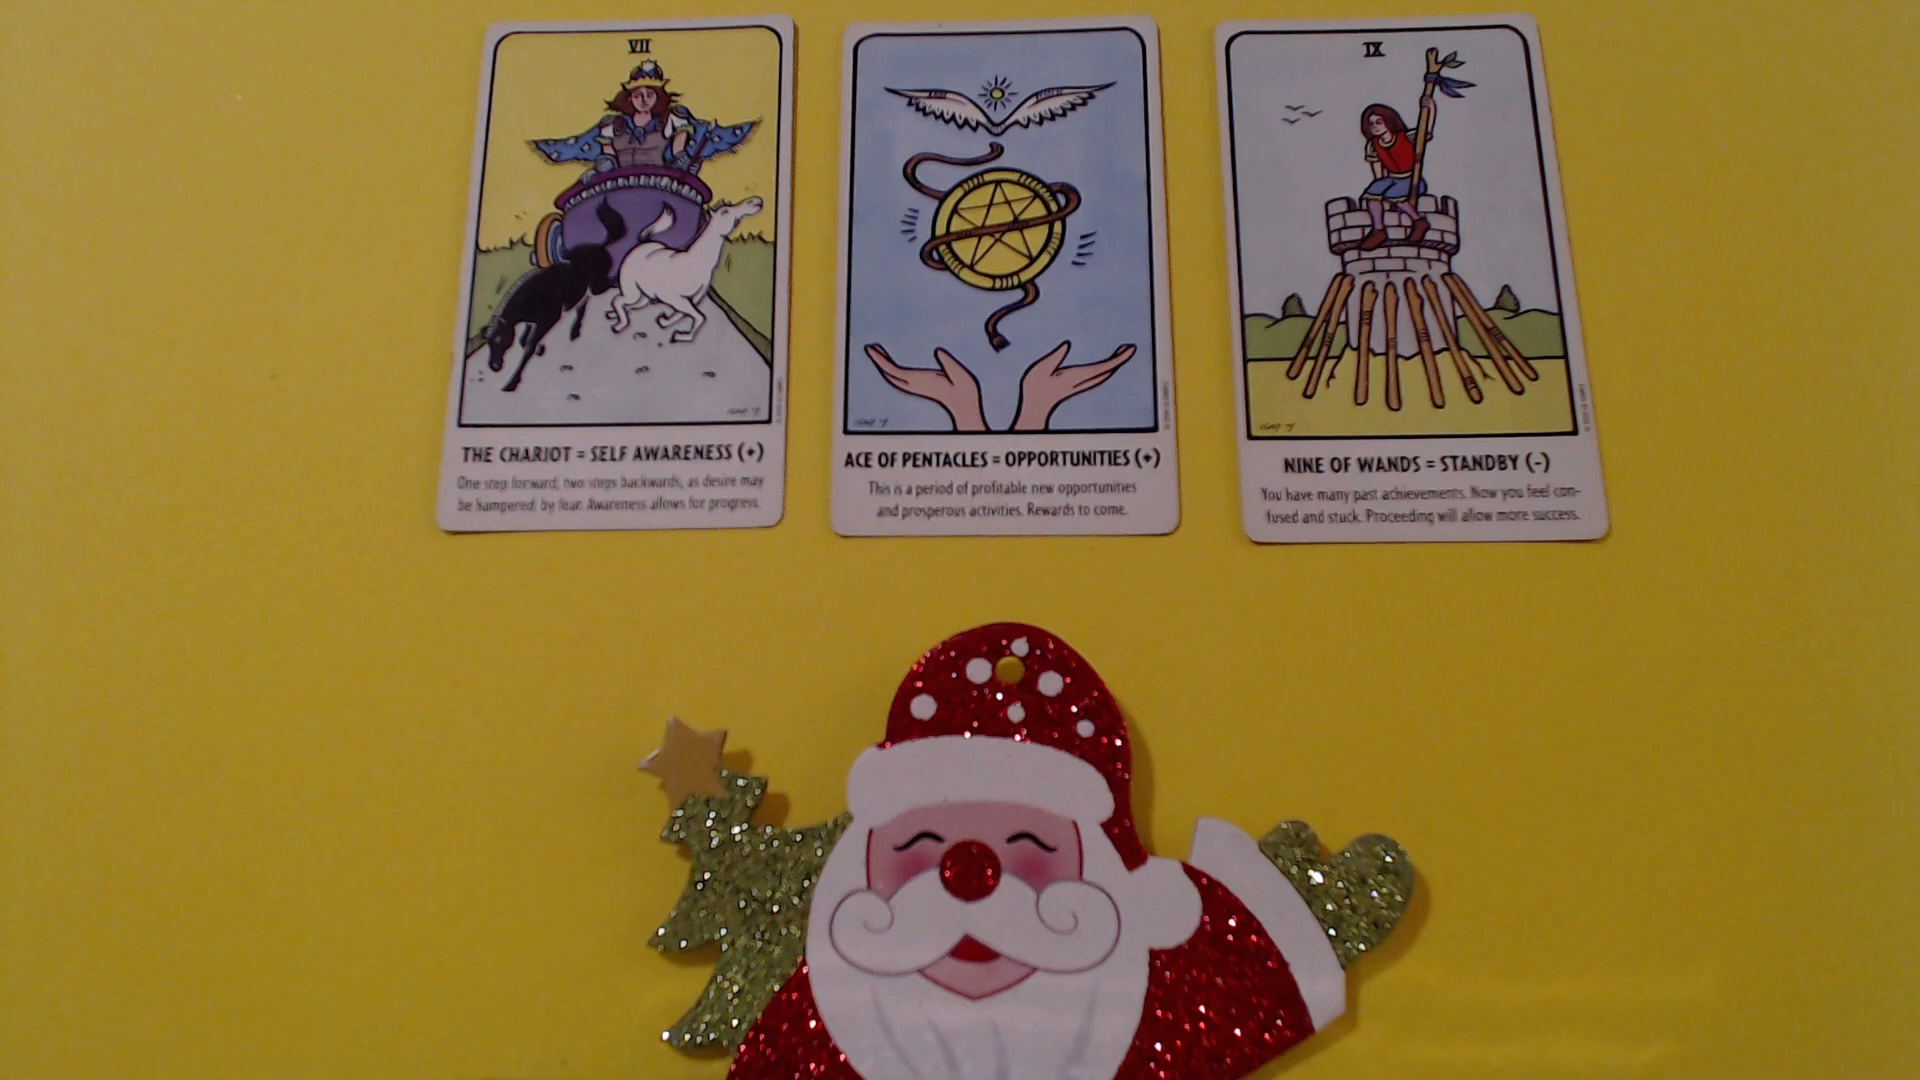 VII
THE CHARIOT = SELF AWARENESS (+)
One step forward, two steps backwards, as desire may
be hampered by fear. Awareness allows for progress.
ACE OF PENTACLES = OPPORTUNITIES (+)
This is a period of profitable new opportunities
and prosperous activities. Rewards to come.
IX
NINE OF WANDS = STANDBY (-)
You have many past achievements. Now you feel con-
fused and stuck. Proceeding will allow more success.